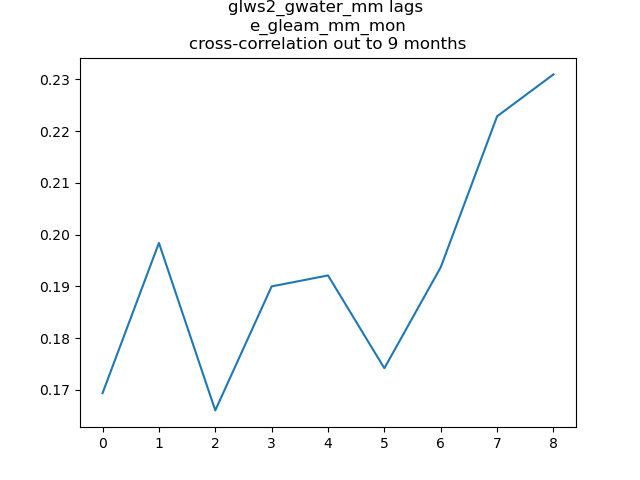 glws2_gwater_mm lags
e_gleam_mm_mon
cross-correlation out to 9 months
0.23
0.22
0.21
0.20
0.19
0.18
0.17
0 1 2 3 4 5 6 7 8